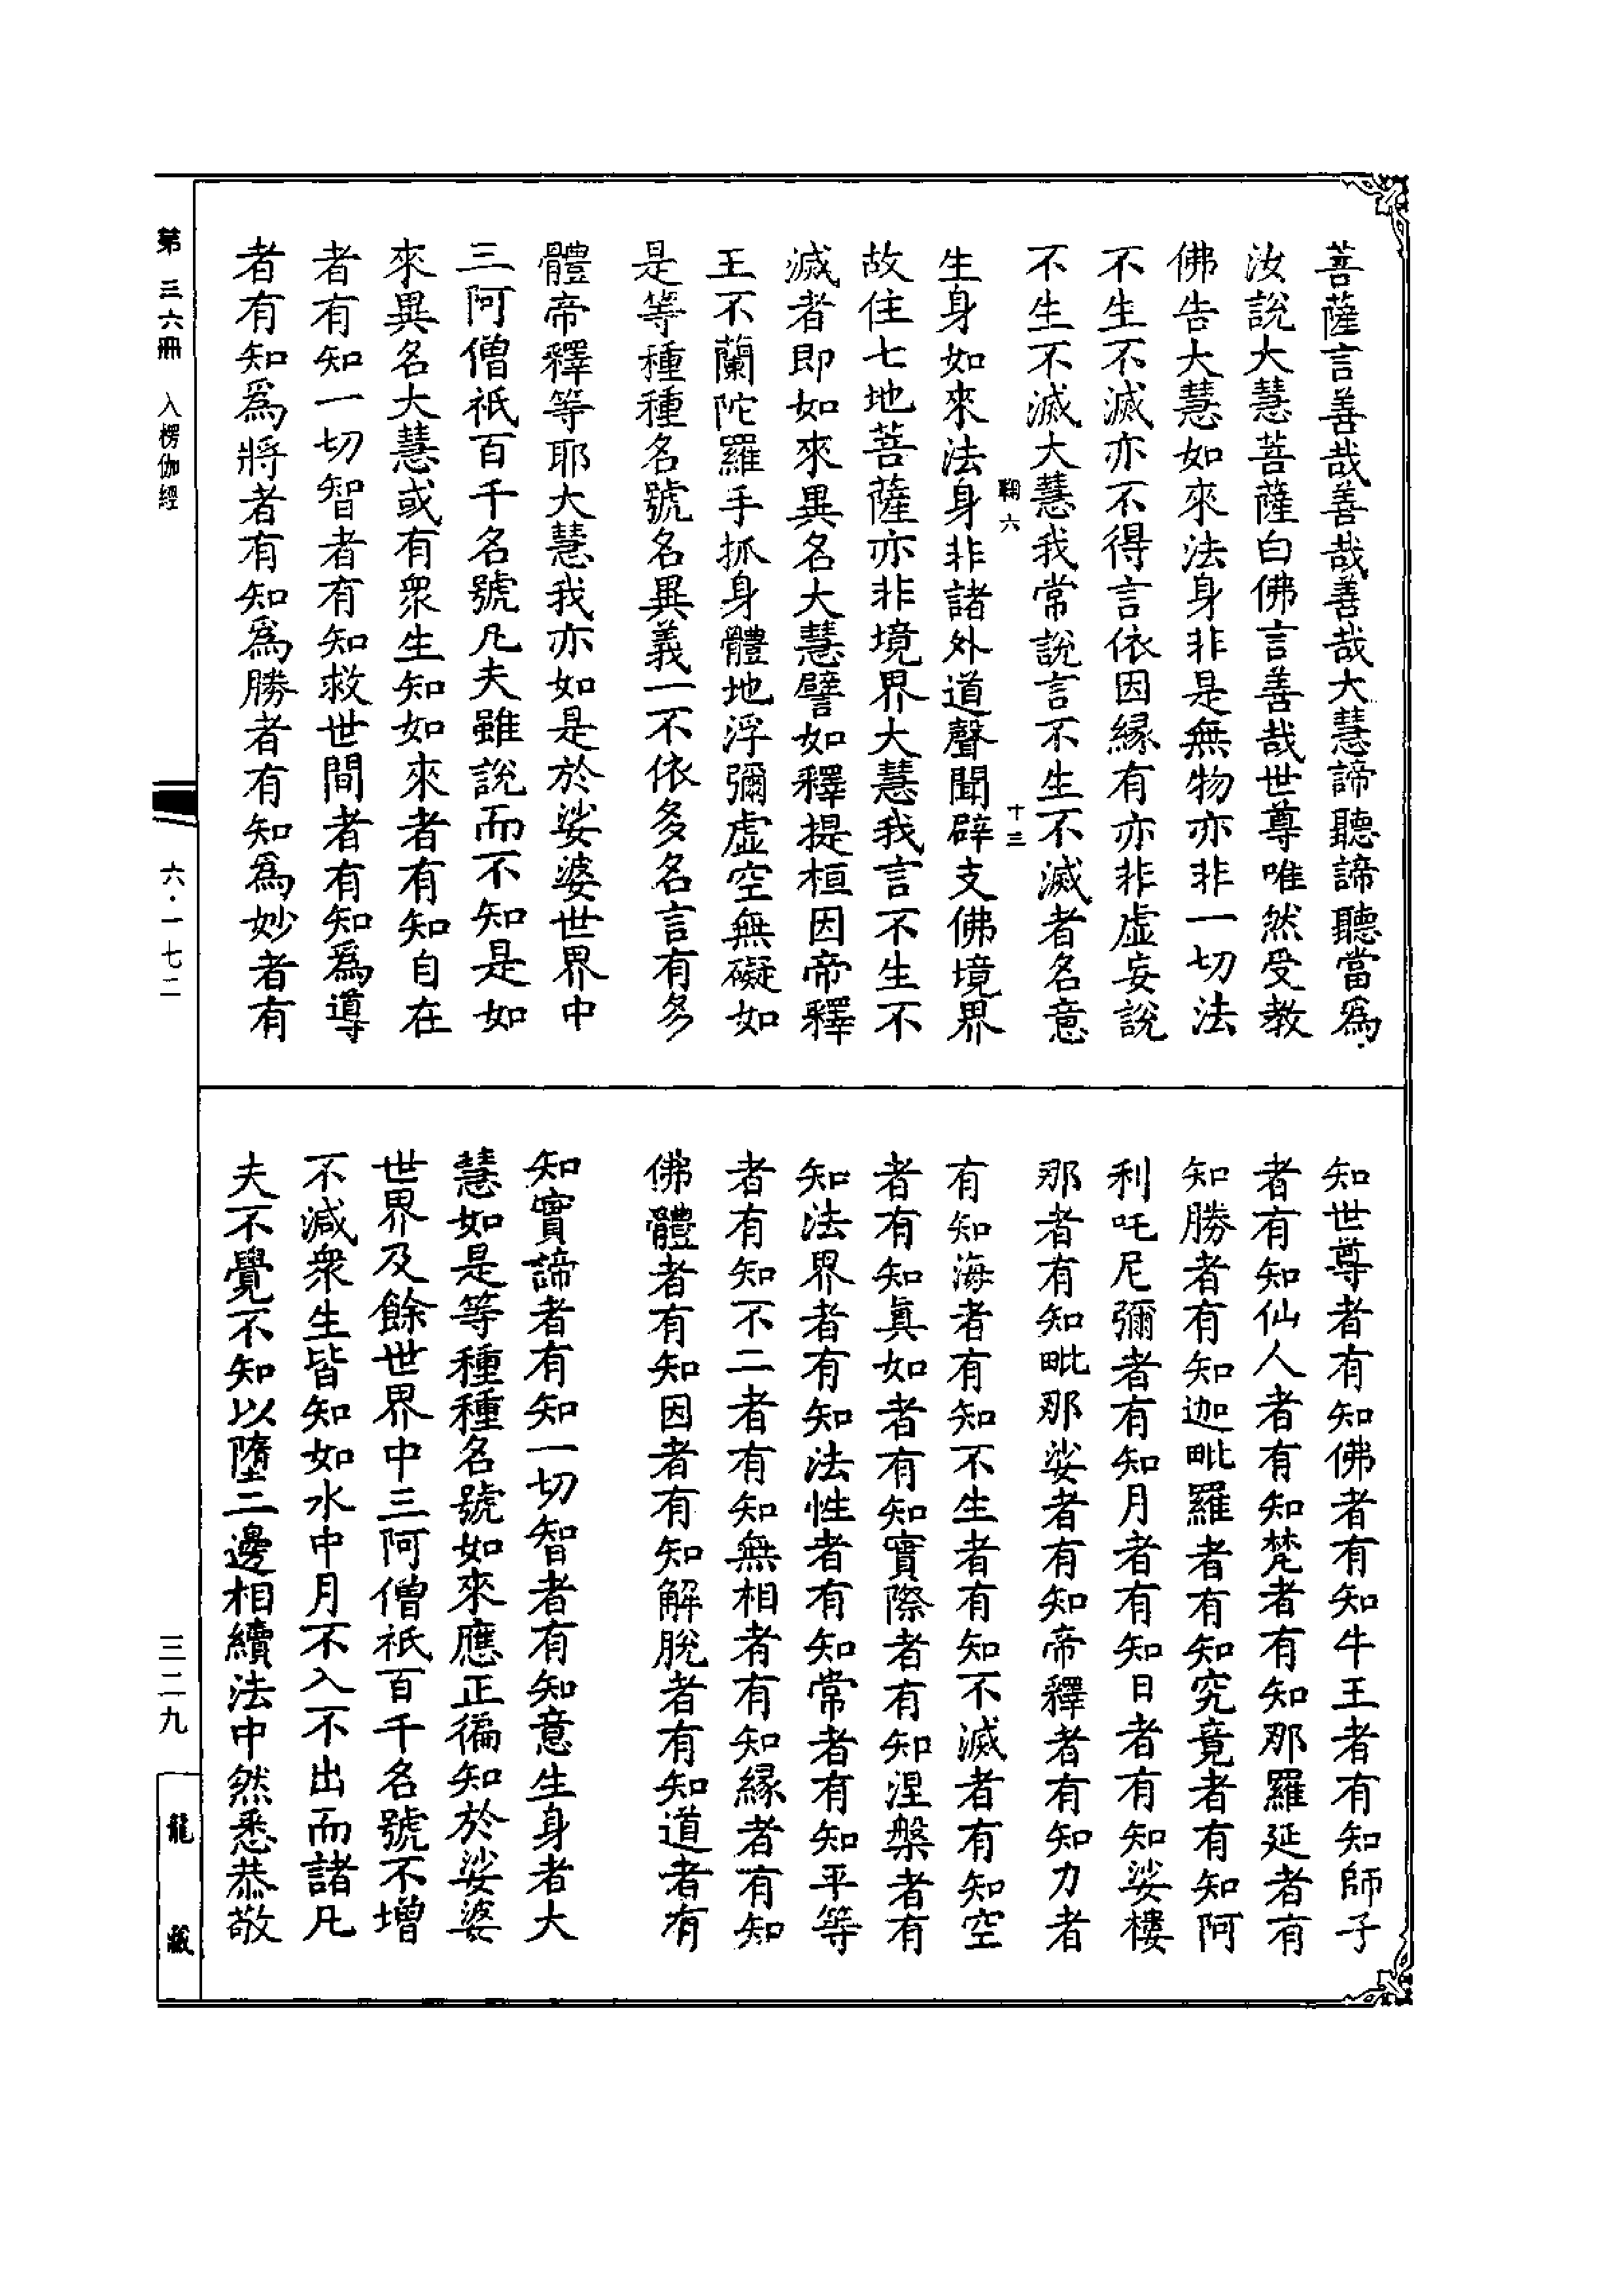 菩薩言善哉善哉善哉大慧諦聽諦聽當為
汝說大慧菩薩白佛言善哉世尊唯然受教
佛告大慧如來法身非是無物亦非一切法
不生不滅亦不得言依因緣有亦非虛妄說
不生不滅大慧我常說言不生不滅者名意
鞠六
十三
生身如來法身非諸外道聲聞辟支佛境界
故住七地菩薩亦非境界大慧我言不生不
滅者即如來異名大慧譬如釋提桓因帝釋
王不蘭陀羅手抓身體地浮彌虛空無礙如
是等種種名號名異義一不依多名言有多
體帝釋等耶大慧我亦如是於娑婆世界中
三阿僧祇百千名號凡夫雖說而不知是如
來異名大慧或有眾生知如來者有知自在
者有知一切智者有知救世間者有知為導
者有知為將者有知為勝者有知為妙者有
知世尊者有知佛者有知牛王者有知師子
者有知仙人者有知梵者有知那羅延者有
知勝者有知迦毗羅者有知究竟者有知阿
利吒尼彌者有知月者有知日者有知娑樓
那者有知毗那娑者有知帝釋者有知力者
有知海者有知不生者有知不滅者有知空
者有知真如者有知實際者有知涅槃者有
知法界者有知法性者有知常者有知平等
者有知不二者有知無相者有知緣者有知
佛體者有知因者有知解脫者有知道者有
知實諦者有知一切智者有知意生身者大
慧如是等種種名號如來應正徧知於娑婆
世界及餘世界中三阿僧祇百千名號不增
不減眾生皆知如水中月不入不出而諸凡
夫不覺不知以墮二邊相續法中然悉恭敬
第三六冊 入楞伽經
六·一七二
三二九
龍藏